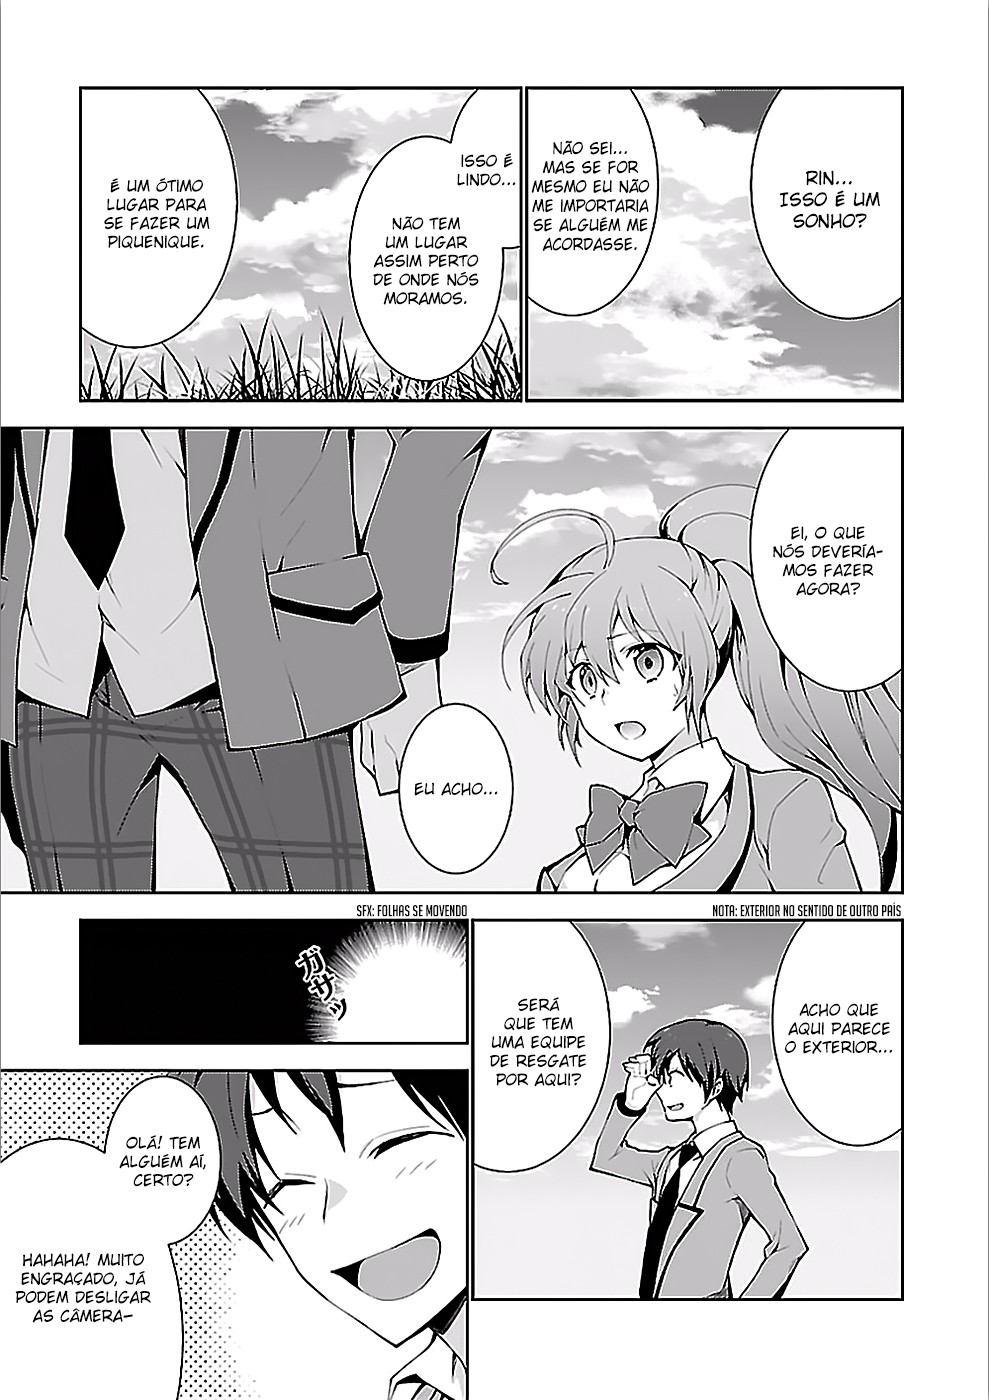 RIN...
ISSO É UM
SONHO?
NÃO SEI...
MAS SE FOR
MESMO EU NÃO
ME IMPORTARIA
SE ALGUÉM ME
ACORDASSE.
ISSO É
LINDO...
NÃO TEM
UM LUGAR
ASSIM PERTO
DE ONDE NÓS
MORAMOS.
É UM ÓTIMO
LUGAR PARA
SE FAZER UM
PIQUENIQUE.
EI, O QUE
NÓS DEVERÍA-
MOS FAZER
AGORA?
EU ACHO...
NOTA: EXTERIOR NO SENTIDO DE OUTRO PAÍS
ACHO QUE
AQUI PARECE
O EXTERIOR...
SERÁ
QUE TEM
UMA EQUIPE
DE RESGATE
POR AQUI?
SFX: FOLHAS SE MOVENDO
ガサッ
OLÁ! TEM
ALGUÉM AÍ,
CERTO?
HAHAHA! MUITO
ENGRAÇADO, JÁ
PODEM DESLIGAR
AS CÂMERA-